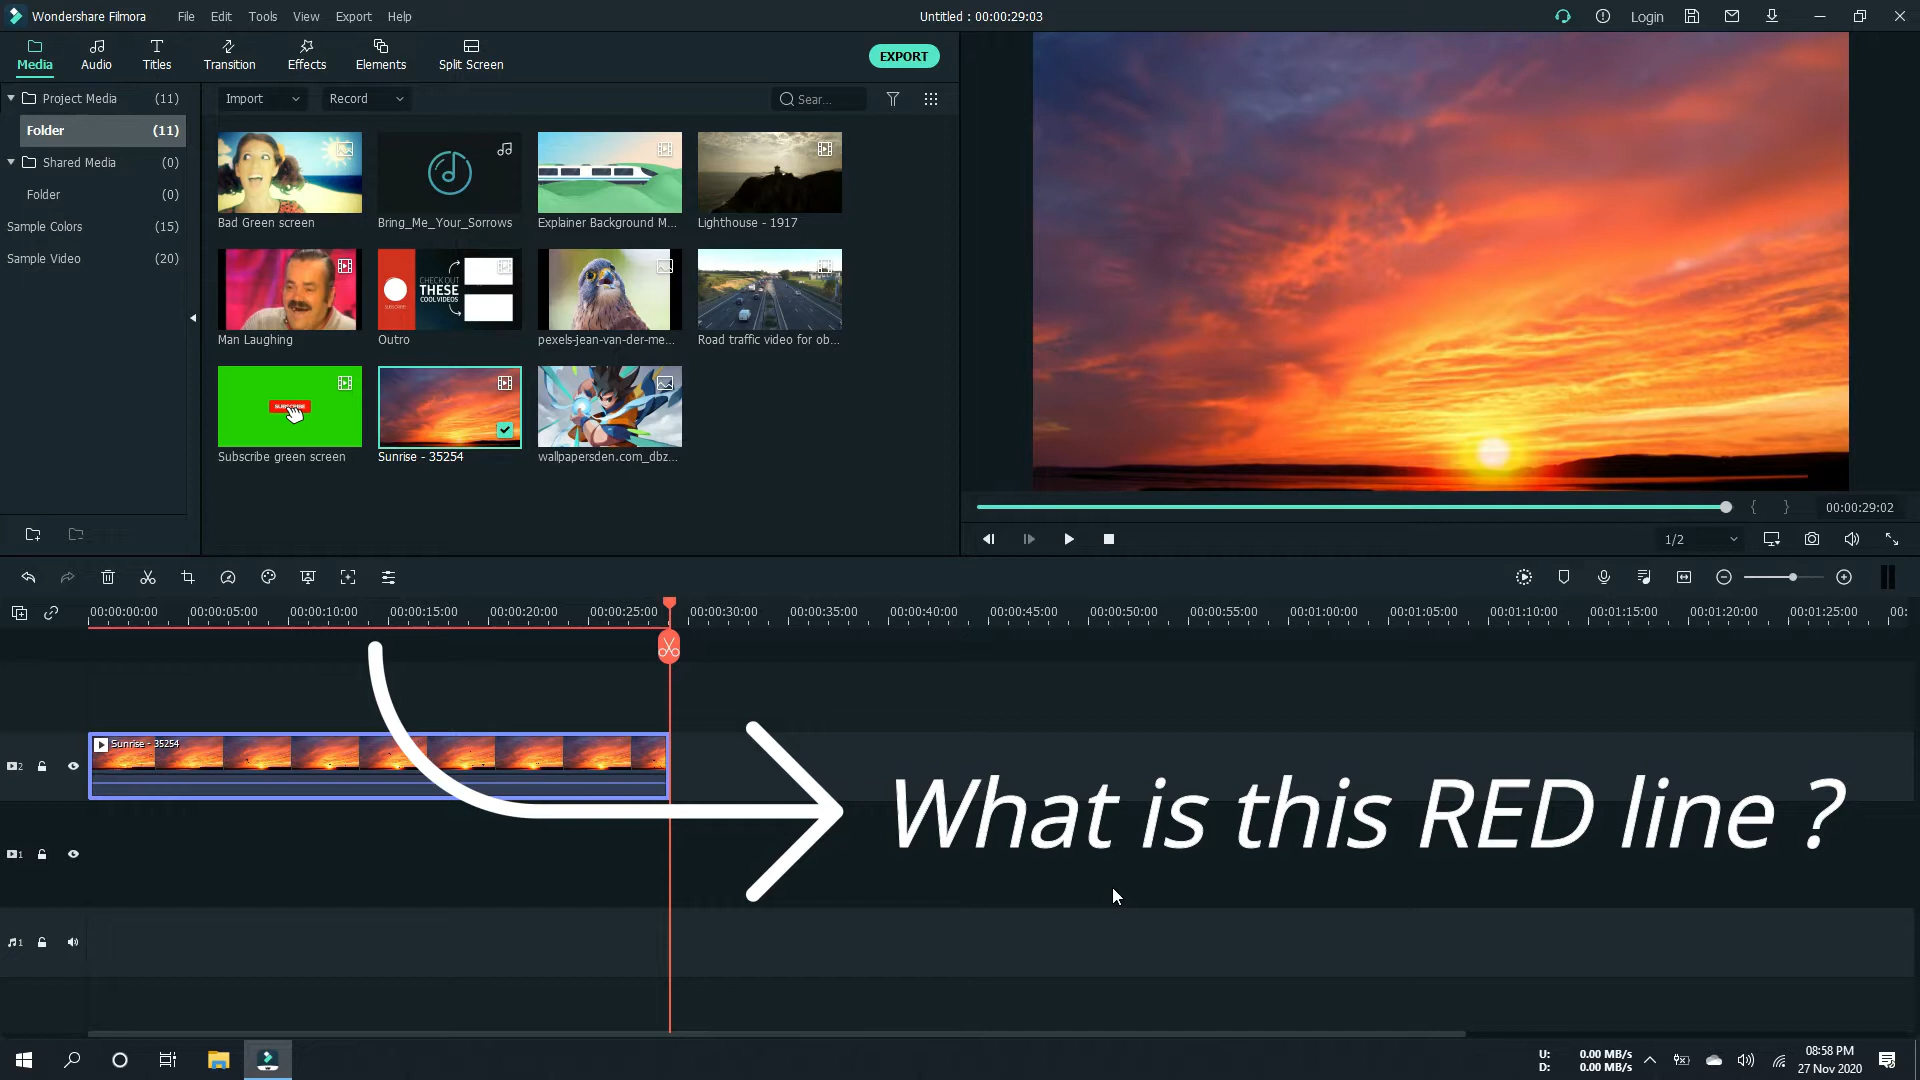 Wondershare Filmora File Edit Tools View Export Help Untitled : 00:00:29:03 Login
Media Audio Titles Transition Effects Elements Split Screen EXPORT
Project Media (11) Import Record Sear...
Folder (11)
Shared Media (0)
Folder (0)
Sample Colors (15)
Sample Video (20)
Bad Green screen Bring_Me_Your_Sorrows Explainer Background M... Lighthouse - 1917
CHECK OUT
THESE
COOL VIDEOS
Man Laughing Outro pexels-jean-van-der-me... Road traffic video for ob...
SUBSCRIBE
Subscribe green screen Sunrise - 35254 wallpapersden.com_dbz...
{ } 00:00:29:02
1/2
00:00:00:00 00:00:05:00 00:00:10:00 00:00:15:00 00:00:20:00 00:00:25:00 00:00:30:00 00:00:35:00 00:00:40:00 00:00:45:00 00:00:50:00 00:00:55:00 00:01:00:00 00:01:05:00 00:01:10:00 00:01:15:00 00:01:20:00 00:01:25:00 00:
Sunrise - 35254
2
What is this RED line ?
1
1
U: 0.00 MB/s
D: 0.00 MB/s
08:58 PM
27 Nov 2020